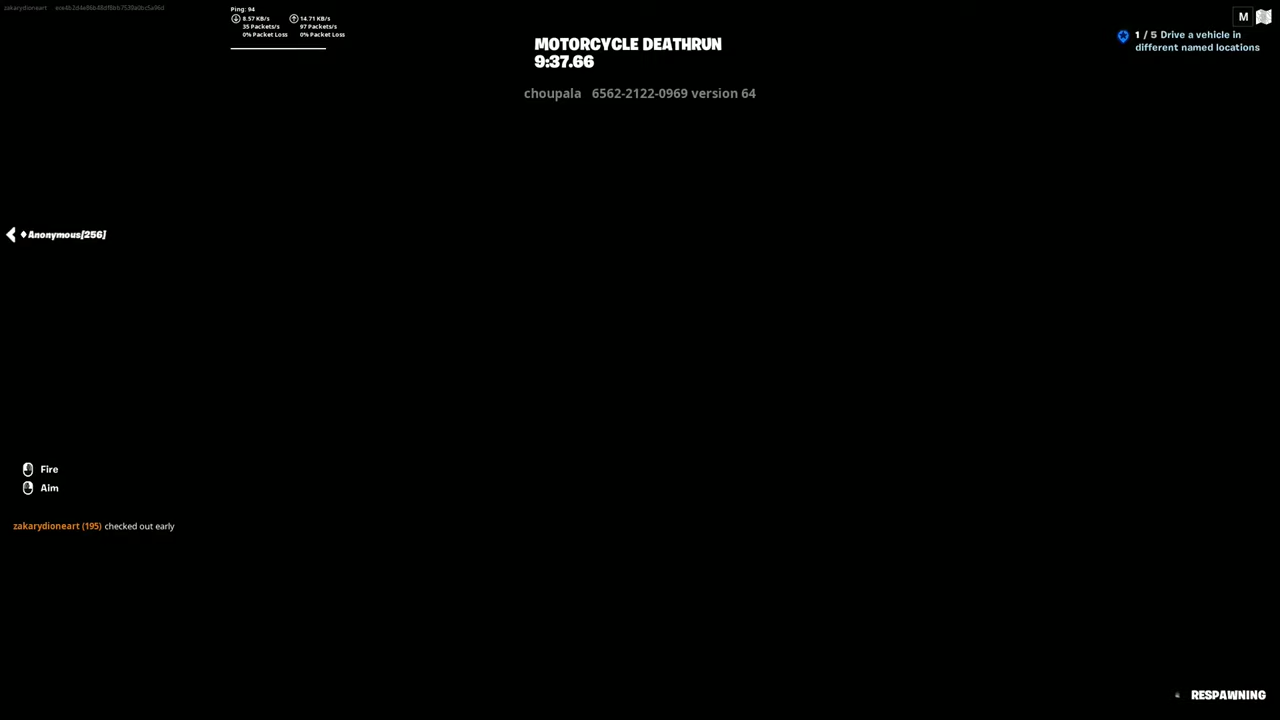 zakarydioneart
Ping: 94
8.57 KB/s 14.71 KB/s
35 Packets/s 97 Packets/s
0% Packet Loss 0% Packet Loss
M
MOTORCYCLE DEATHRUN
9:37.66
1 / 5 Drive a vehicle in
different named locations
choupala 6562-2122-0969 version 64
Anonymous[256]
Fire
Aim
zakarydioneart (195) checked out early
RESPAWNING